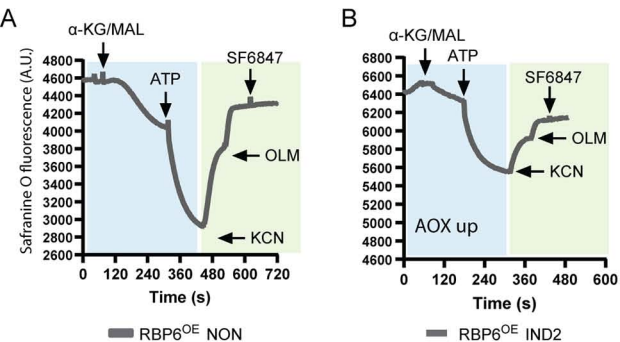 A
α-KG/MAL
ATP
SF6847
OLM
KCN
Safranine O fluorescence (A.U.)
4800
4600
4400
4200
4000
3800
3600
3400
3200
3000
2800
2600
0 120 240 360 480 600 720
Time (s)
RBP6OE NON
B
α-KG/MAL
ATP
SF6847
OLM
KCN
AOX up
6800
6600
6400
6200
6000
5800
5600
5400
5200
5000
4800
4600
0 120 240 360 480 600
Time (s)
RBP6OE IND2